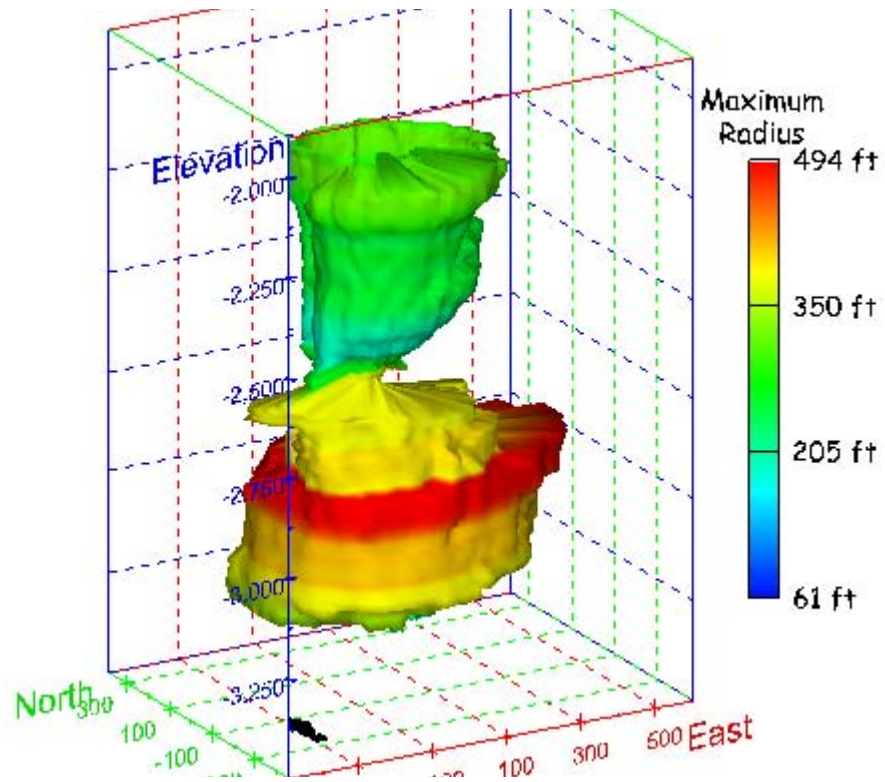 Elevation
-2,000
-2,250
-2,500
-2,750
-3,000
-3,250
North
300
100
-100
100
300
500
East
Maximum
Radius
494 ft
350 ft
205 ft
61 ft